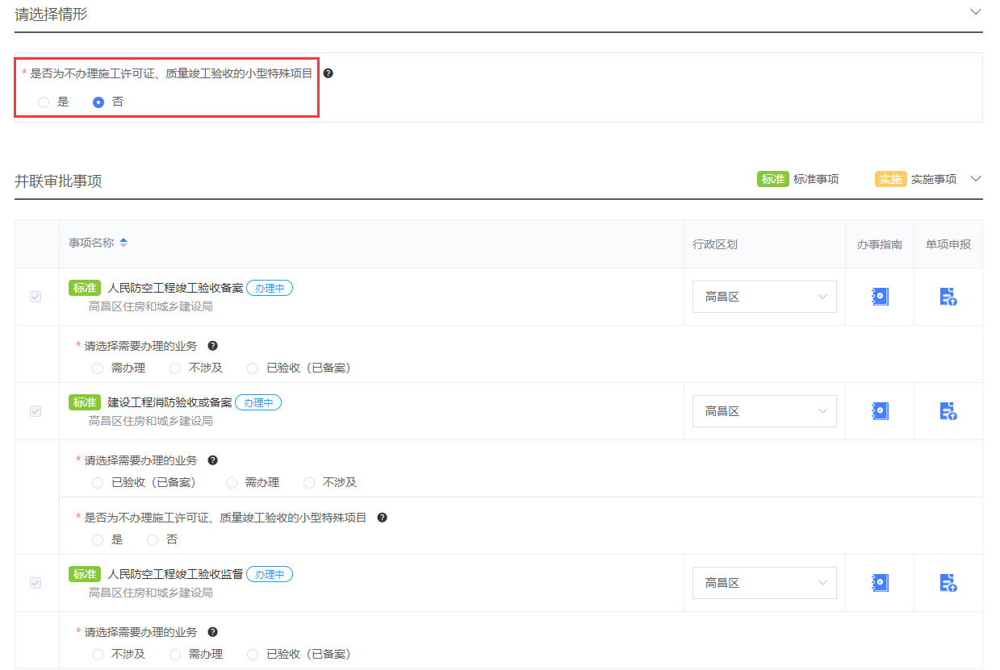 请选择情形
* 是否为不办理施工许可证、质量竣工验收的小型特殊项目 ?
是 否
并联审批事项 标准 标准事项 实施 实施事项
事项名称 行政区划 办事指南 单项申报
标准 人民防空工程竣工验收备案 办理中 高昌区
高昌区住房和城乡建设局
* 请选择需要办理的业务 ?
需办理 不涉及 已验收（已备案）
标准 建设工程消防验收或备案 办理中 高昌区
高昌区住房和城乡建设局
* 请选择需要办理的业务 ?
已验收（已备案） 需办理 不涉及
* 是否为不办理施工许可证、质量竣工验收的小型特殊项目 ?
是 否
标准 人民防空工程竣工验收监督 办理中 高昌区
高昌区住房和城乡建设局
* 请选择需要办理的业务 ?
不涉及 需办理 已验收（已备案）